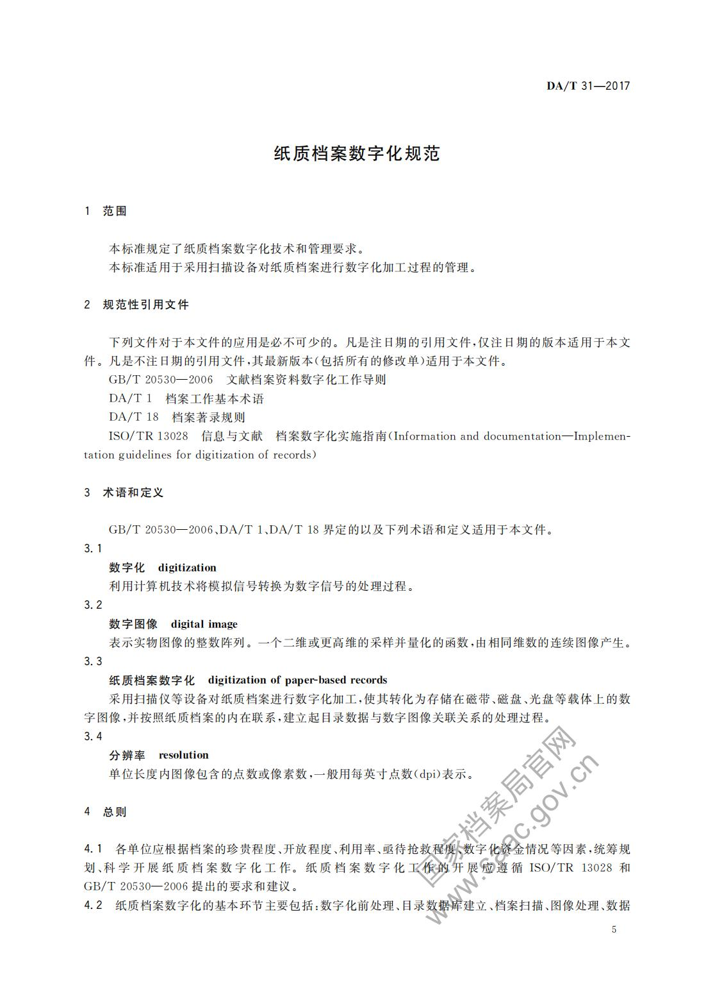 DA/T 31—2017
纸质档案数字化规范
1 范围
本标准规定了纸质档案数字化技术和管理要求。
本标准适用于采用扫描设备对纸质档案进行数字化加工过程的管理。
2 规范性引用文件
下列文件对于本文件的应用是必不可少的。凡是注日期的引用文件,仅注日期的版本适用于本文
件。凡是不注日期的引用文件,其最新版本(包括所有的修改单)适用于本文件。
GB/T 20530—2006 文献档案资料数字化工作导则
DA/T 1 档案工作基本术语
DA/T 18 档案著录规则
ISO/TR 13028 信息与文献 档案数字化实施指南(Information and documentation—Implemen-
tation guidelines for digitization of records)
3 术语和定义
GB/T 20530—2006、DA/T 1、DA/T 18 界定的以及下列术语和定义适用于本文件。
3.1
数字化 digitization
利用计算机技术将模拟信号转换为数字信号的处理过程。
3.2
数字图像 digital image
表示实物图像的整数阵列。一个二维或更高维的采样并量化的函数,由相同维数的连续图像产生。
3.3
纸质档案数字化 digitization of paper-based records
采用扫描仪等设备对纸质档案进行数字化加工,使其转化为存储在磁带、磁盘、光盘等载体上的数
字图像,并按照纸质档案的内在联系,建立起目录数据与数字图像关联关系的处理过程。
3.4
分辨率 resolution
单位长度内图像包含的点数或像素数,一般用每英寸点数(dpi)表示。
4 总则
4.1 各单位应根据档案的珍贵程度、开放程度、利用率、亟待抢救程度、数字化资金情况等因素,统筹规
划、科学开展纸质档案数字化工作。纸质档案数字化工作的开展应遵循 ISO/TR 13028 和
GB/T 20530—2006 提出的要求和建议。
4.2 纸质档案数字化的基本环节主要包括:数字化前处理、目录数据库建立、档案扫描、图像处理、数据
国家档案局官网
www.saac.gov.cn
5